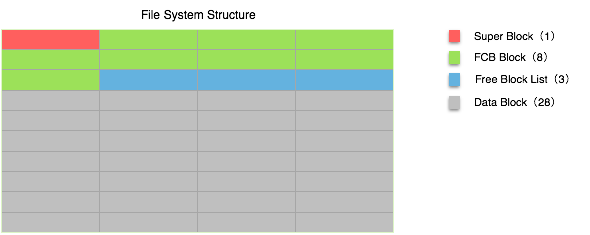 File System Structure
Super Block（1）
FCB Block（8）
Free Block List（3）
Data Block（28）